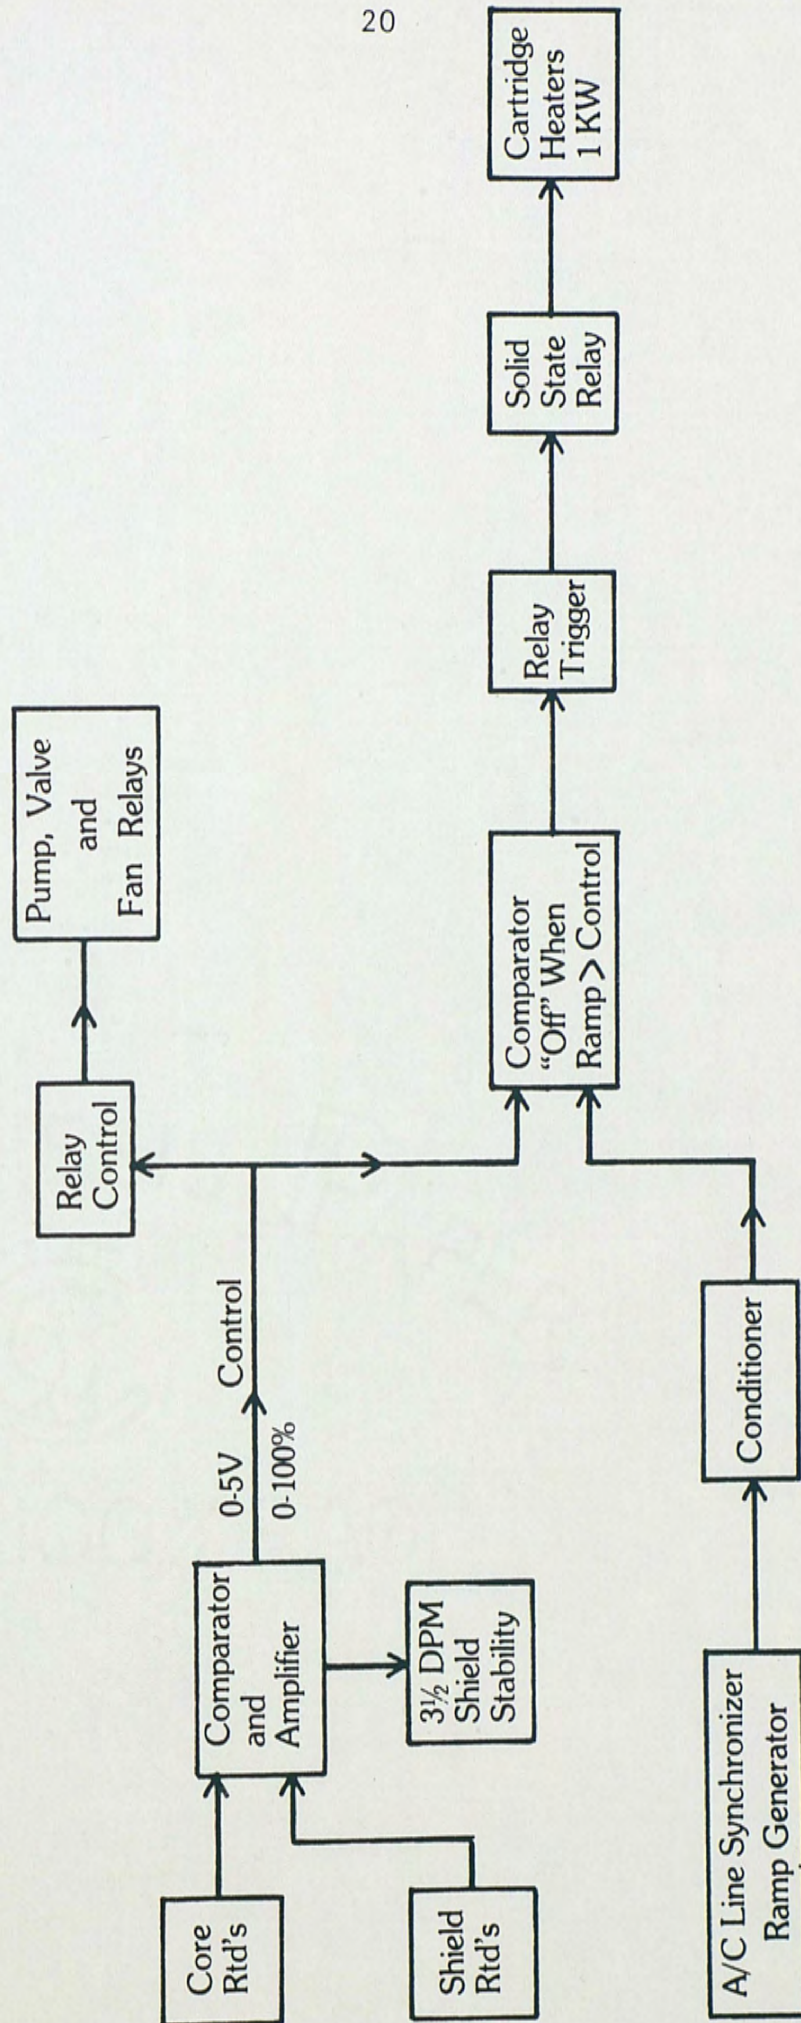 20
Core
Rtd's
Shield
Rtd's
Comparator
and
Amplifier
3½ DPM
Shield
Stability
0-5V Control
0-100%
Relay
Control
Pump, Valve
and
Fan Relays
A/C Line Synchronizer
Ramp Generator
Conditioner
Comparator
“Off” When
Ramp > Control
Relay
Trigger
Solid
State
Relay
Cartridge
Heaters
1 KW